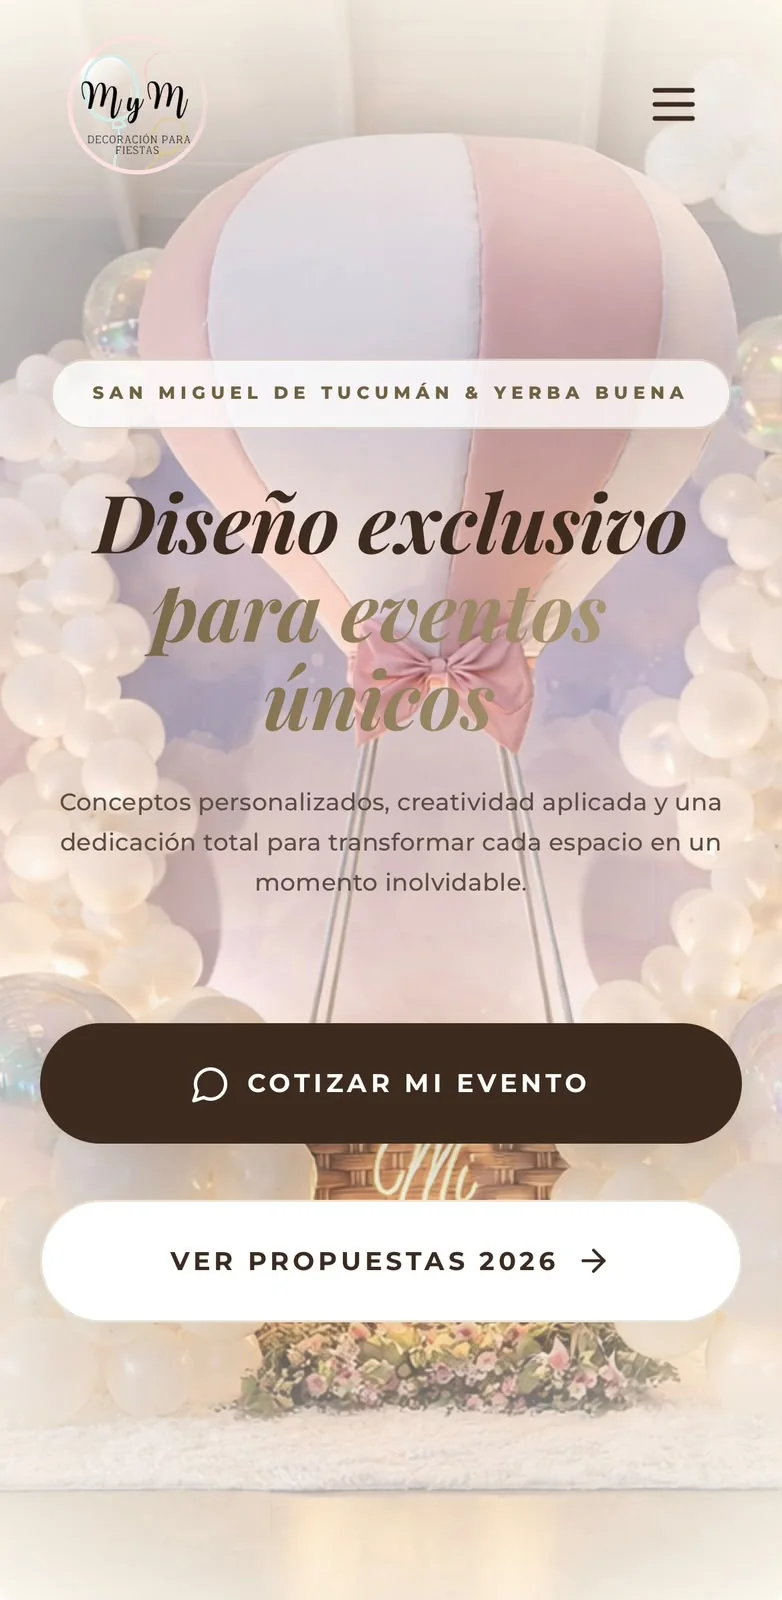 MyM
DECORACIÓN PARA
FIESTAS
SAN MIGUEL DE TUCUMÁN & YERBA BUENA
Diseño exclusivo
para eventos
únicos
Conceptos personalizados, creatividad aplicada y una
dedicación total para transformar cada espacio en un
momento inolvidable.
COTIZAR MI EVENTO
VER PROPUESTAS 2026 →